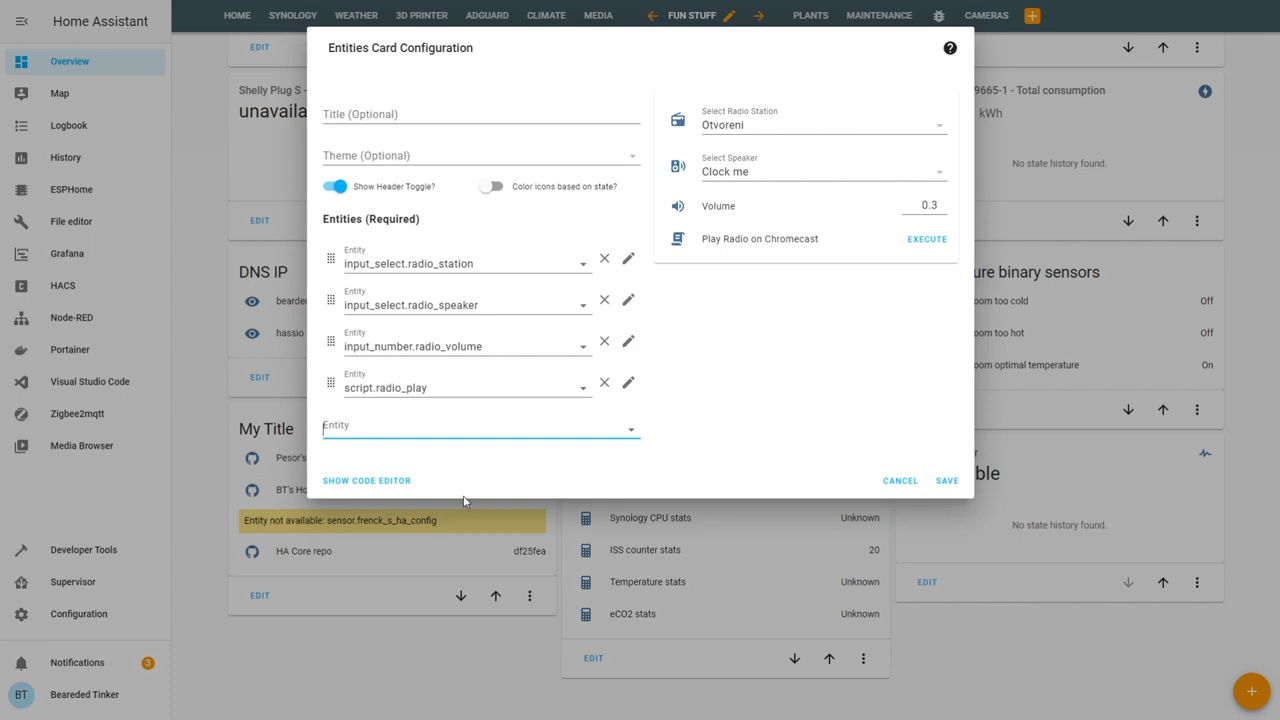 Home Assistant
HOME
SYNOLOGY
WEATHER
3D PRINTER
ADGUARD
CLIMATE
MEDIA
FUN STUFF
PLANTS
MAINTENANCE
CAMERAS
Overview
Map
Logbook
History
ESPHome
File editor
Grafana
HACS
Node-RED
Portainer
Visual Studio Code
Zigbee2mqtt
Media Browser
Developer Tools
Supervisor
Configuration
Notifications
3
BT
Bearded Tinker
EDIT
Shelly Plug S -
unavaila
EDIT
DNS IP
bearde
hassio
EDIT
My Title
Pesor's
BT's Ho
Entity not available: sensor.frenck_s_ha_config
HA Core repo
df25fea
EDIT
Entities Card Configuration
Title (Optional)
Theme (Optional)
Show Header Toggle?
Color icons based on state?
Entities (Required)
Entity
input_select.radio_station
Entity
input_select.radio_speaker
Entity
input_number.radio_volume
Entity
script.radio_play
Entity
SHOW CODE EDITOR
CANCEL
SAVE
Select Radio Station
Otvoreni
Select Speaker
Clock me
Volume
0.3
Play Radio on Chromecast
EXECUTE
Synology CPU stats
Unknown
ISS counter stats
20
Temperature stats
Unknown
eCO2 stats
Unknown
EDIT
9665-1 - Total consumption
kWh
No state history found.
ure binary sensors
oom too cold
Off
oom too hot
Off
oom optimal temperature
On
ble
No state history found.
EDIT